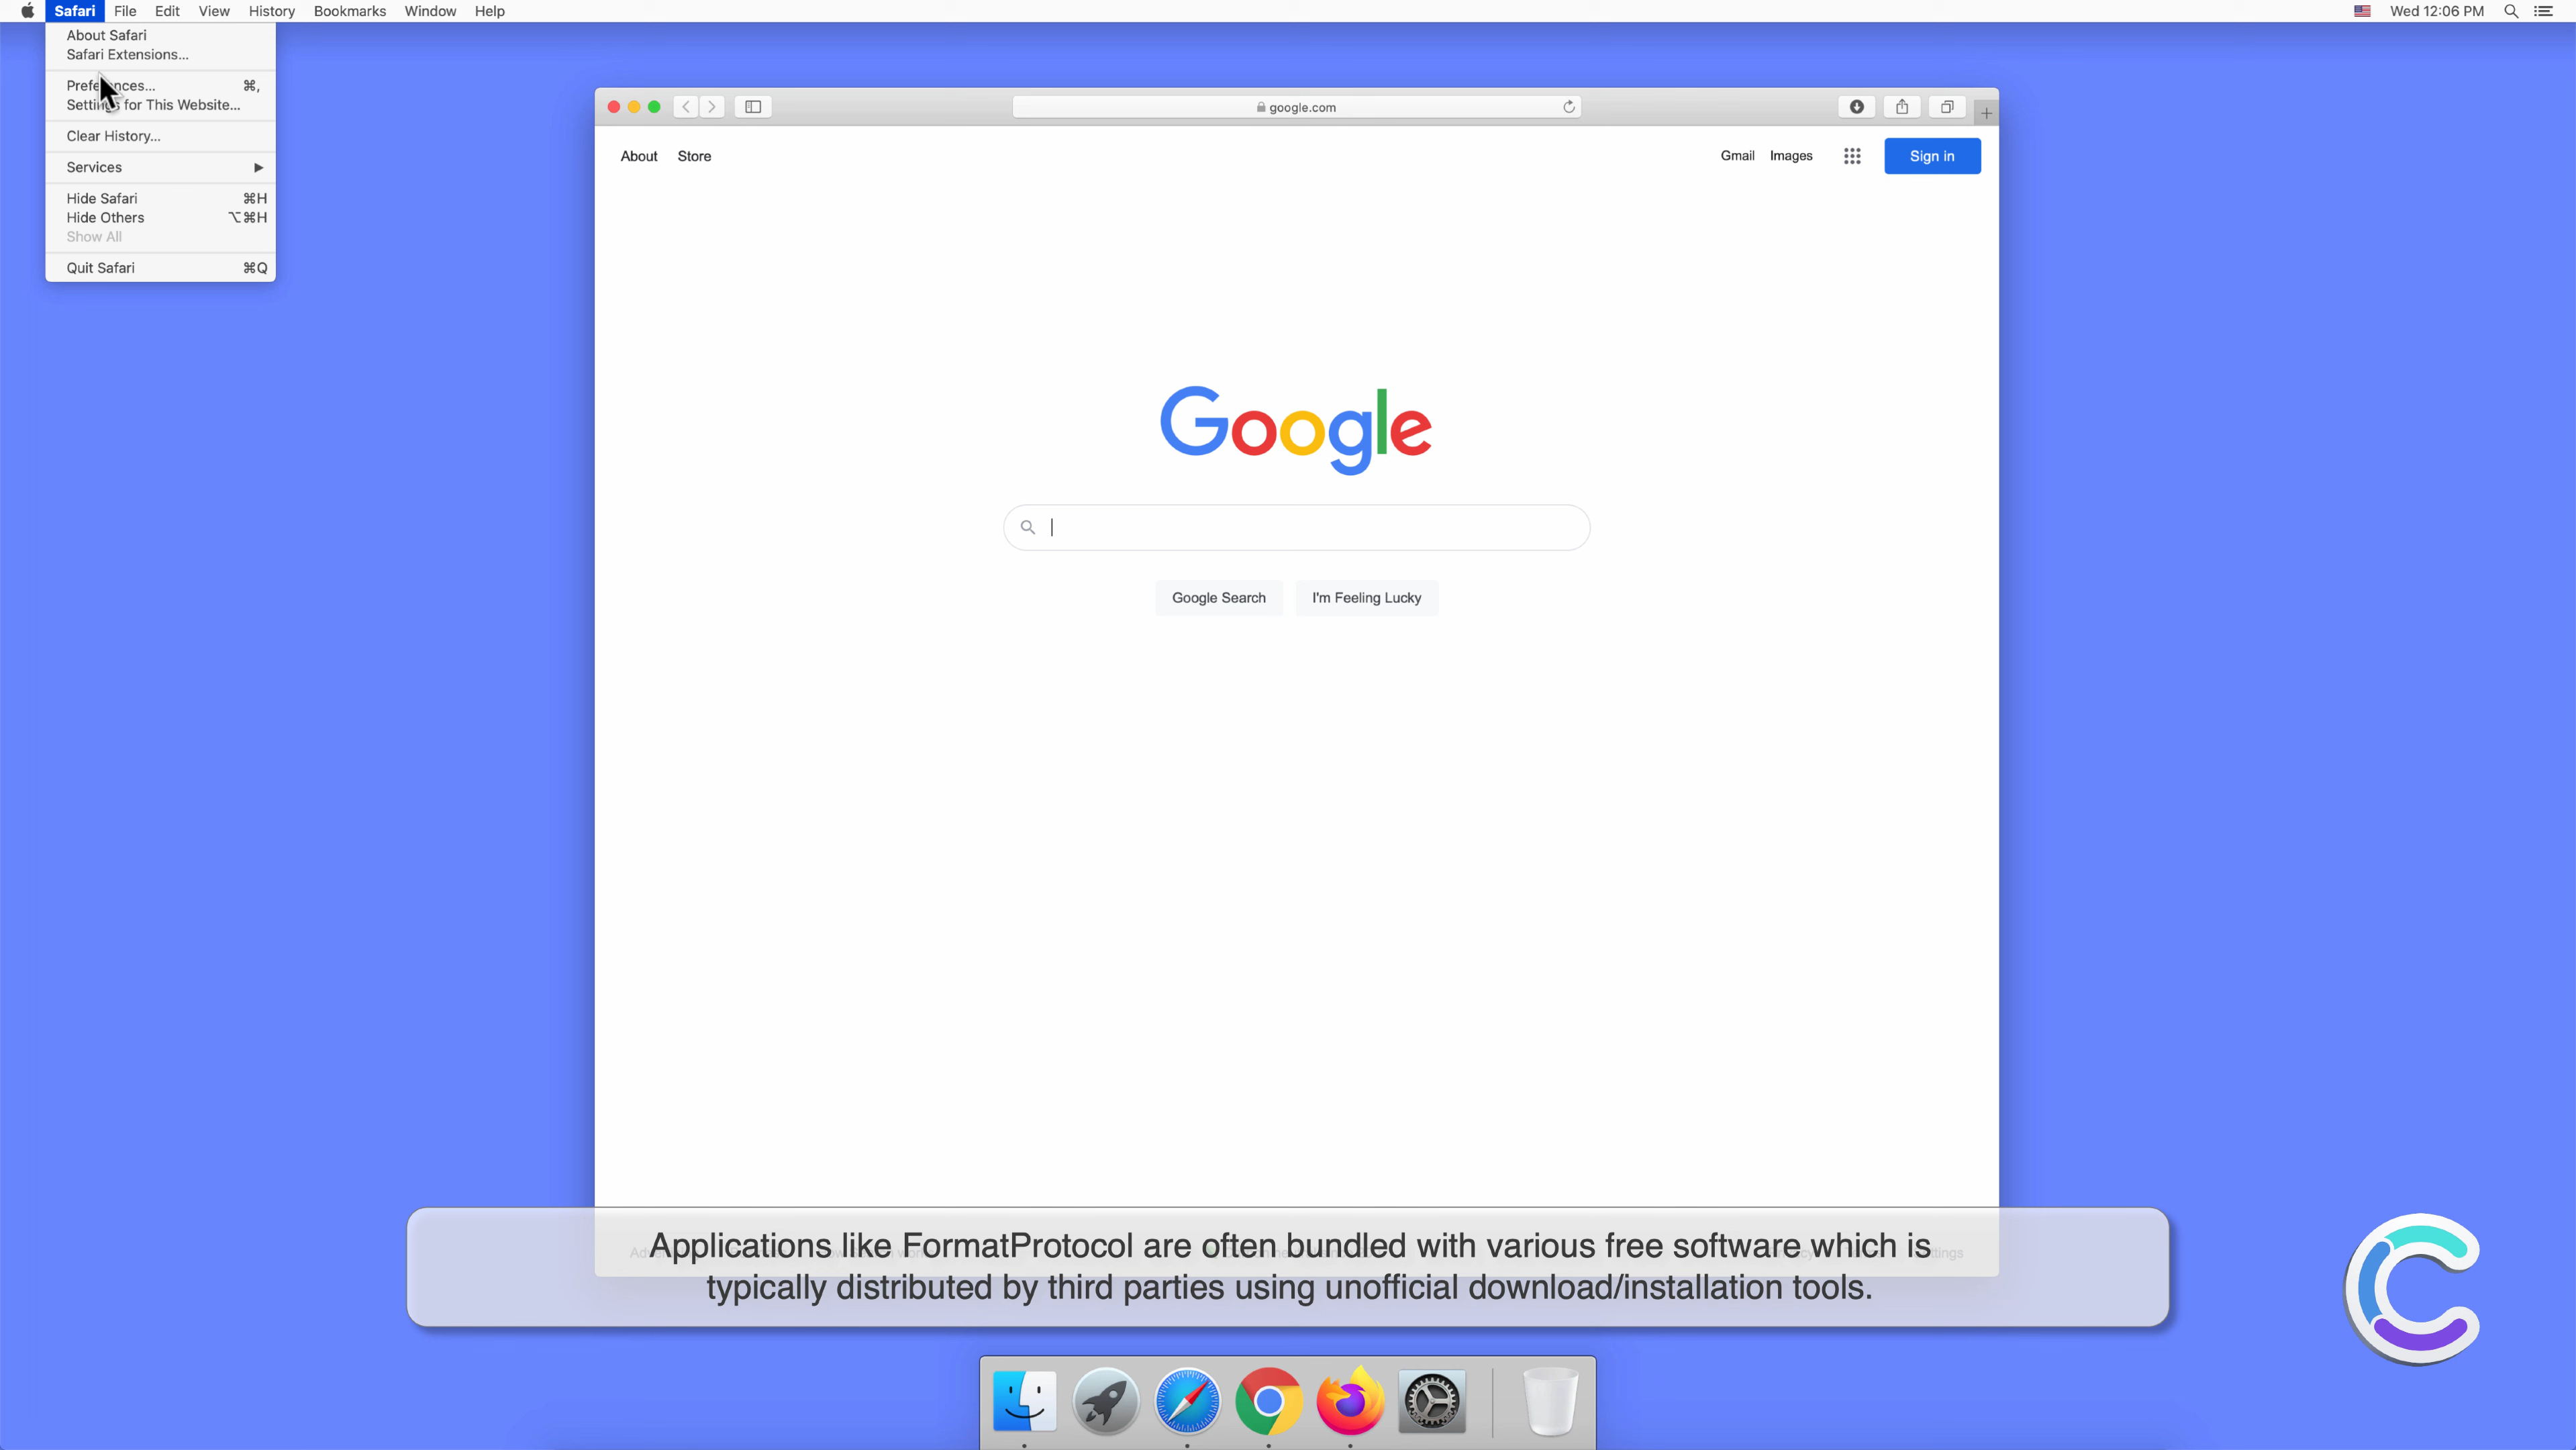 Safari File Edit View History Bookmarks Window Help
Wed 12:06 PM
About Safari
Safari Extensions...
Preferences... ⌘,
Settings for This Website...
Clear History...
Services ▶
Hide Safari ⌘H
Hide Others ⌥⌘H
Show All
Quit Safari ⌘Q
google.com
About Store
Gmail Images
Sign in
Google
Google Search I'm Feeling Lucky
Applications like FormatProtocol are often bundled with various free software which is
typically distributed by third parties using unofficial download/installation tools.